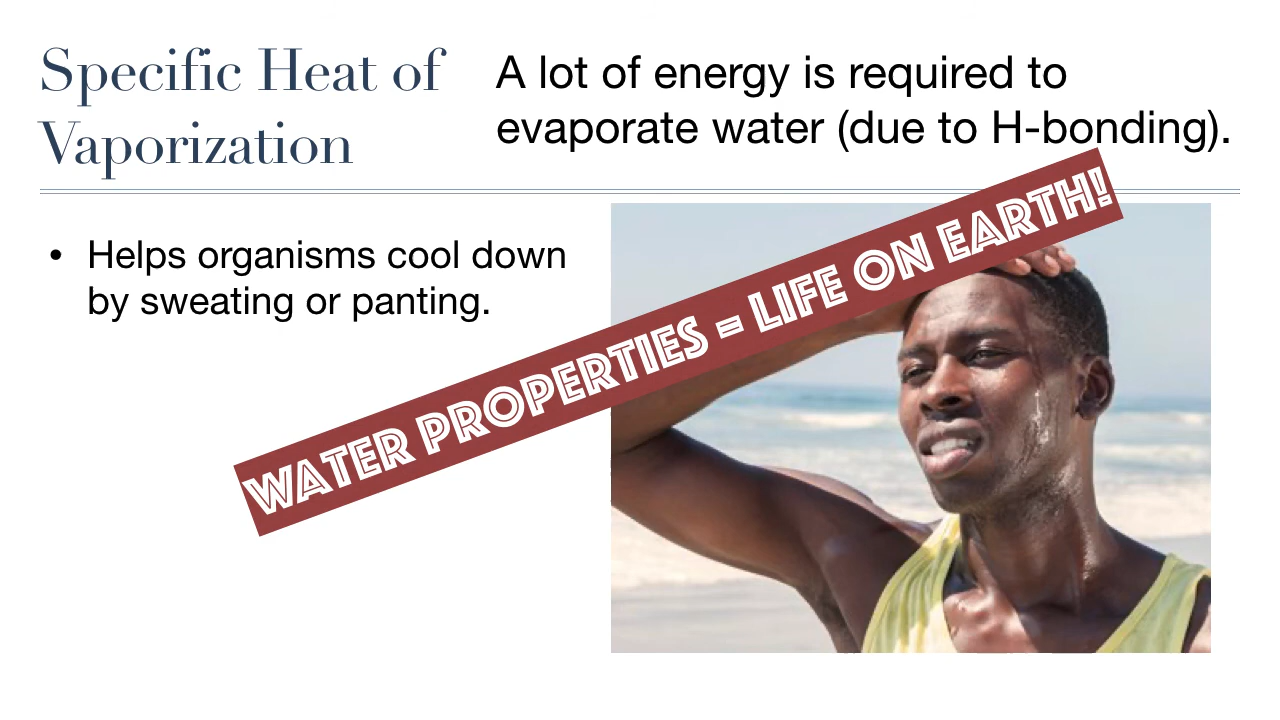 Specific Heat of
Vaporization
A lot of energy is required to
evaporate water (due to H-bonding).
• Helps organisms cool down
by sweating or panting.
WATER PROPERTIES = LIFE ON EARTH!